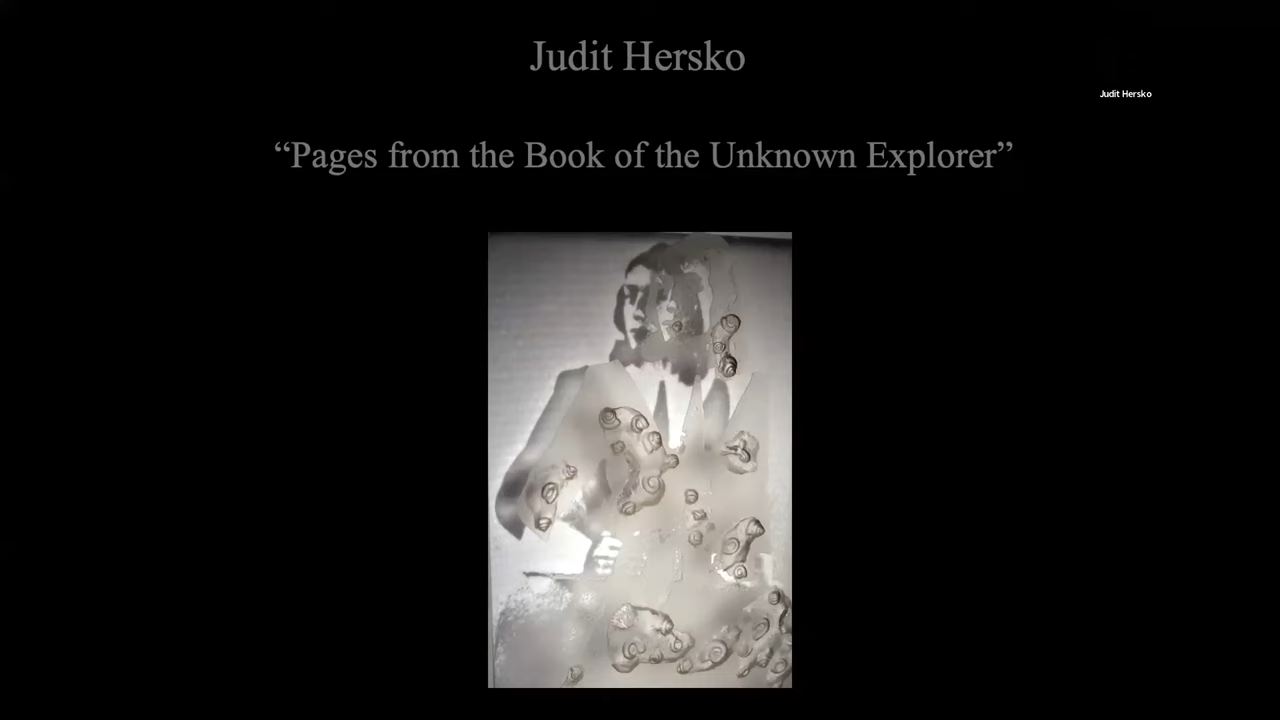 Judit Hersko
Judit Hersko
“Pages from the Book of the Unknown Explorer”